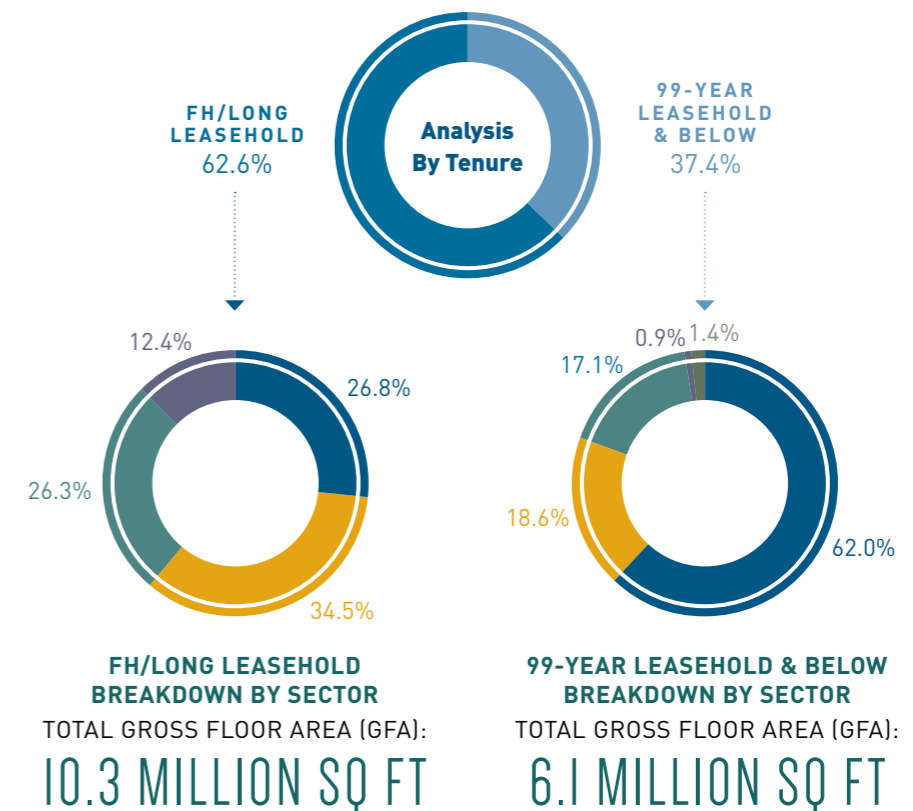 Analysis
By Tenure
FH/LONG
LEASEHOLD
62.6%
99-YEAR
LEASEHOLD
& BELOW
37.4%
12.4%
26.8%
26.3%
34.5%
0.9%
1.4%
17.1%
18.6%
62.0%
FH/LONG LEASEHOLD
BREAKDOWN BY SECTOR
TOTAL GROSS FLOOR AREA (GFA):
10.3 MILLION SQ FT
99-YEAR LEASEHOLD & BELOW
BREAKDOWN BY SECTOR
TOTAL GROSS FLOOR AREA (GFA):
6.1 MILLION SQ FT